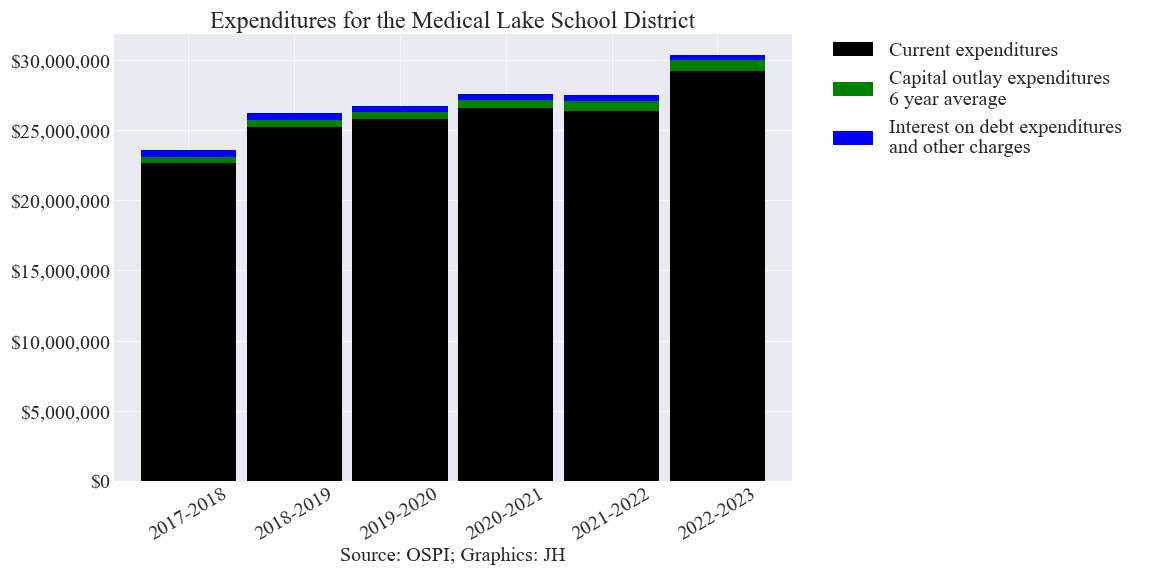 Expenditures for the Medical Lake School District
$30,000,000
$25,000,000
$20,000,000
$15,000,000
$10,000,000
$5,000,000
$0
2017-2018
2018-2019
2019-2020
2020-2021
2021-2022
2022-2023
Source: OSPI; Graphics: JH
Current expenditures
Capital outlay expenditures
6 year average
Interest on debt expenditures
and other charges